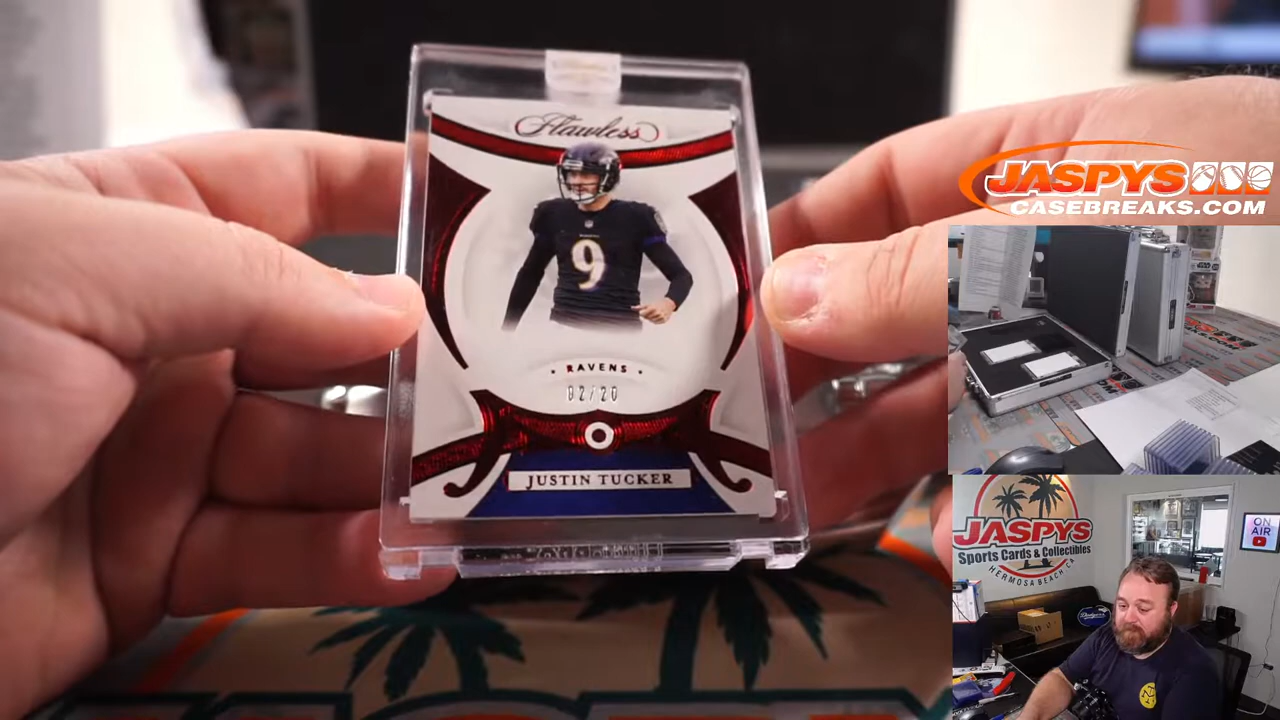 Flawless
9
· RAVENS ·
02/20
JUSTIN TUCKER
JASPYS
CASEBREAKS.COM
JASPYS
Sports Cards & Collectibles
HERMOSA BEACH CA
ON
AIR
Dodgers